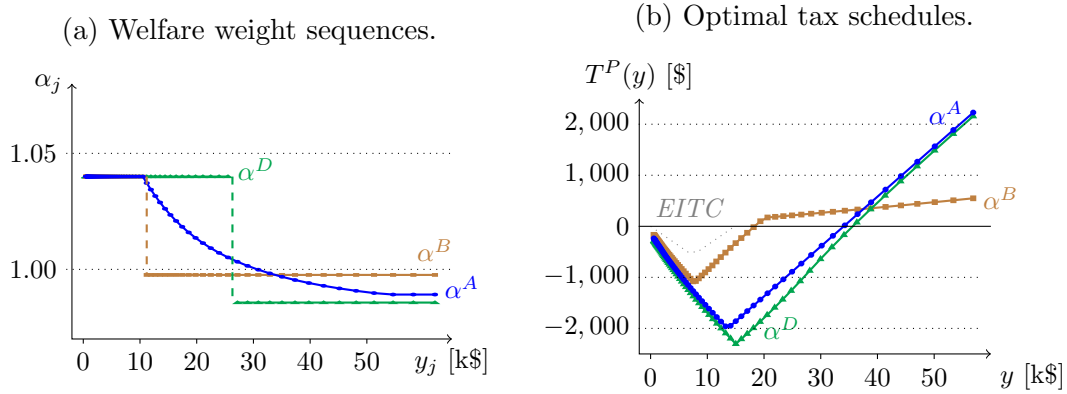 (a) Welfare weight sequences.
α_j
1.05
1.00
α^D
α^B
α^A
0 10 20 30 40 50
y_j [k$]
(b) Optimal tax schedules.
T^P(y) [$]
2,000
1,000
0
−1,000
−2,000
EITC
α^A
α^B
α^D
0 10 20 30 40 50
y [k$]